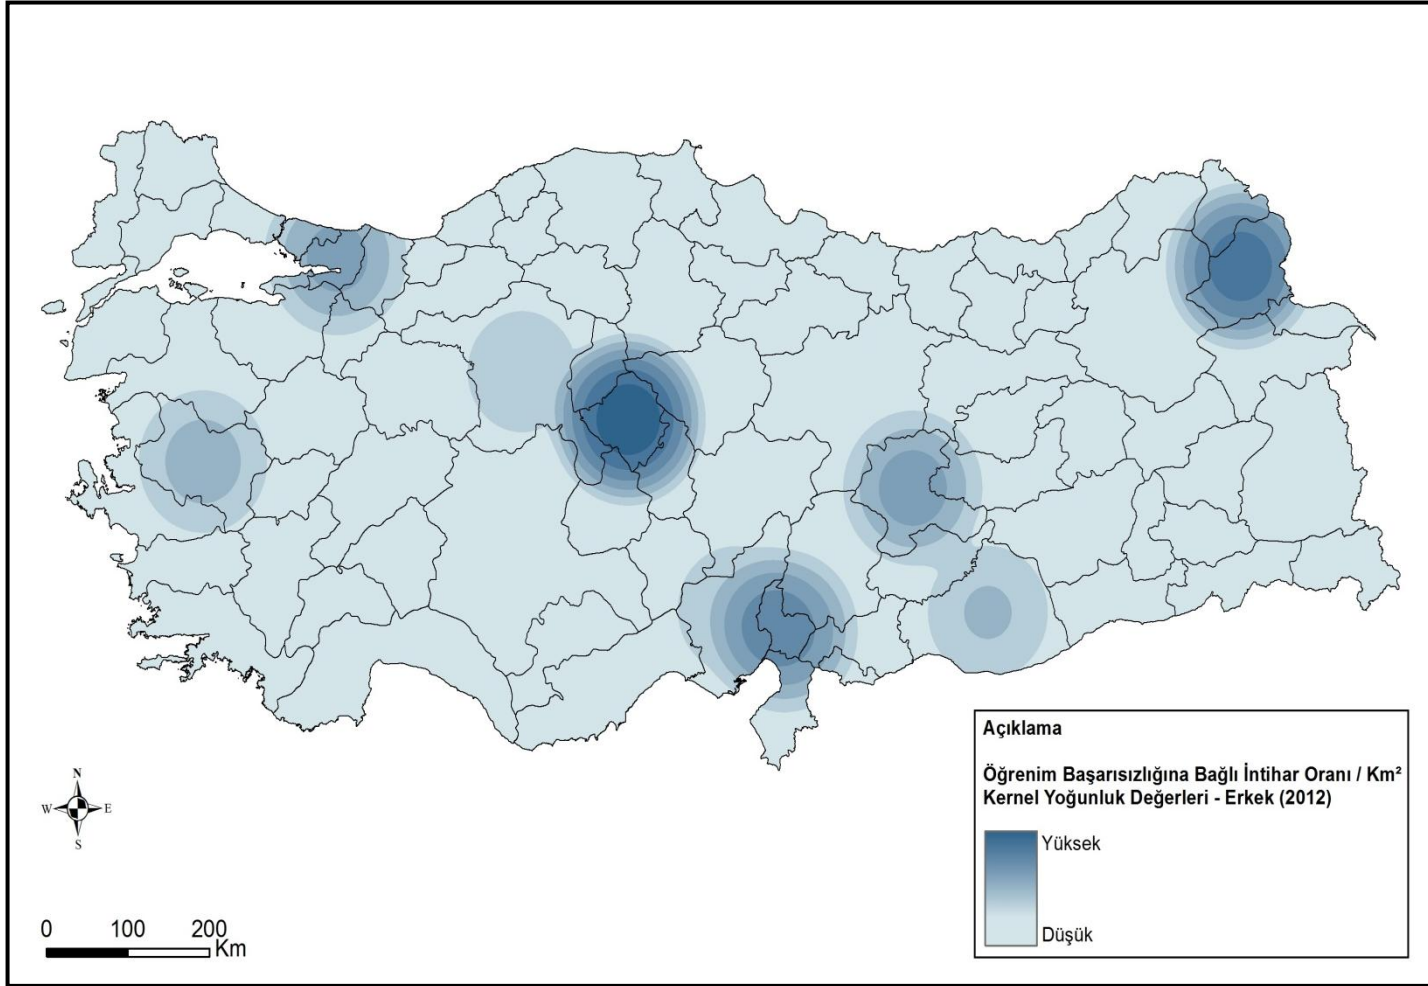 N
W E
S
0 100 200
Km
Açıklama
Öğrenim Başarısızlığına Bağlı İntihar Oranı / Km²
Kernel Yoğunluk Değerleri - Erkek (2012)
Yüksek
Düşük